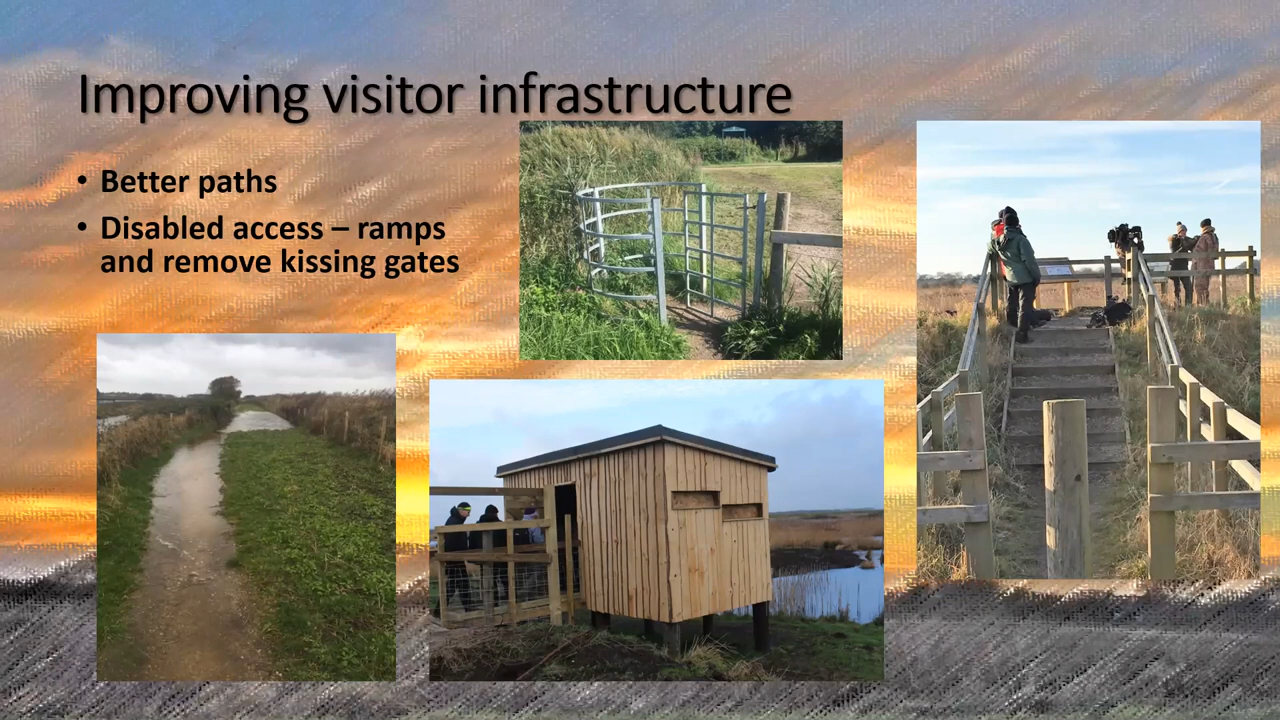 Improving visitor infrastructure
• Better paths
• Disabled access – ramps
and remove kissing gates